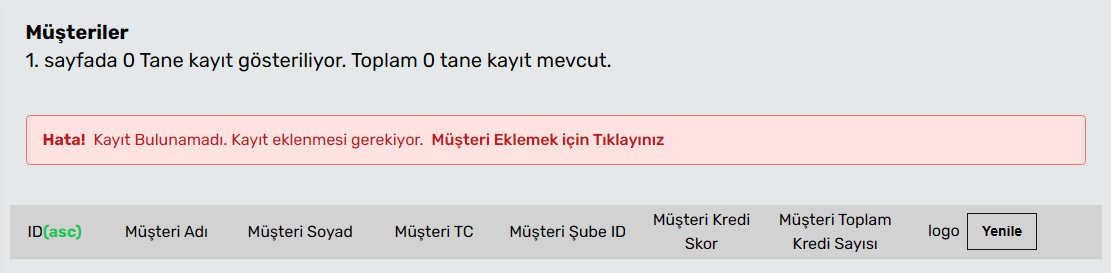 Müşteriler
1. sayfada 0 Tane kayıt gösteriliyor. Toplam 0 tane kayıt mevcut.
Hata! Kayıt Bulunamadı. Kayıt eklenmesi gerekiyor. Müşteri Eklemek için Tıklayınız
ID(asc) Müşteri Adı Müşteri Soyad Müşteri TC Müşteri Şube ID Müşteri Kredi Skor Müşteri Toplam Kredi Sayısı logo Yenile